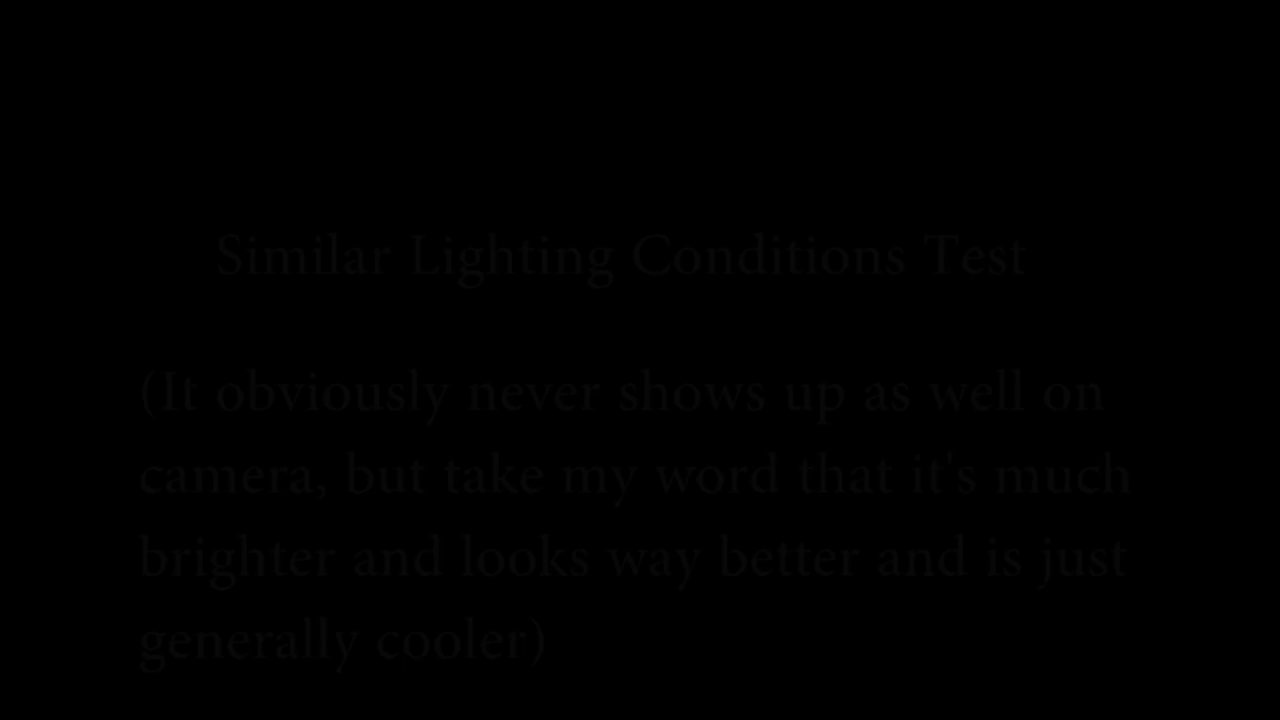 Similar Lighting Conditions Test
(It obviously never shows up as well on
camera, but take my word that it's much
brighter and looks way better and is just
generally cooler)